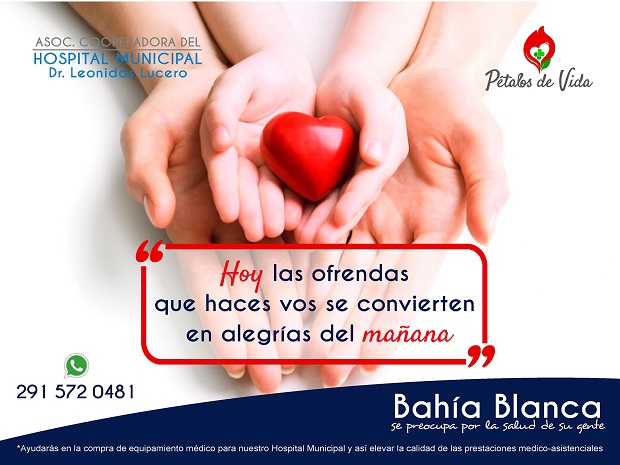 ASOC. COOPERADORA DEL
HOSPITAL MUNICIPAL
Dr. Leonidas Lucero
Pétalos de Vida
“
Hoy las ofrendas
que haces vos se convierten
en alegrías del mañana
”
291 572 0481
Bahía Blanca
se preocupa por la salud de su gente
*Ayudarás en la compra de equipamiento médico para nuestro Hospital Municipal y así elevar la calidad de las prestaciones medico-asistenciales